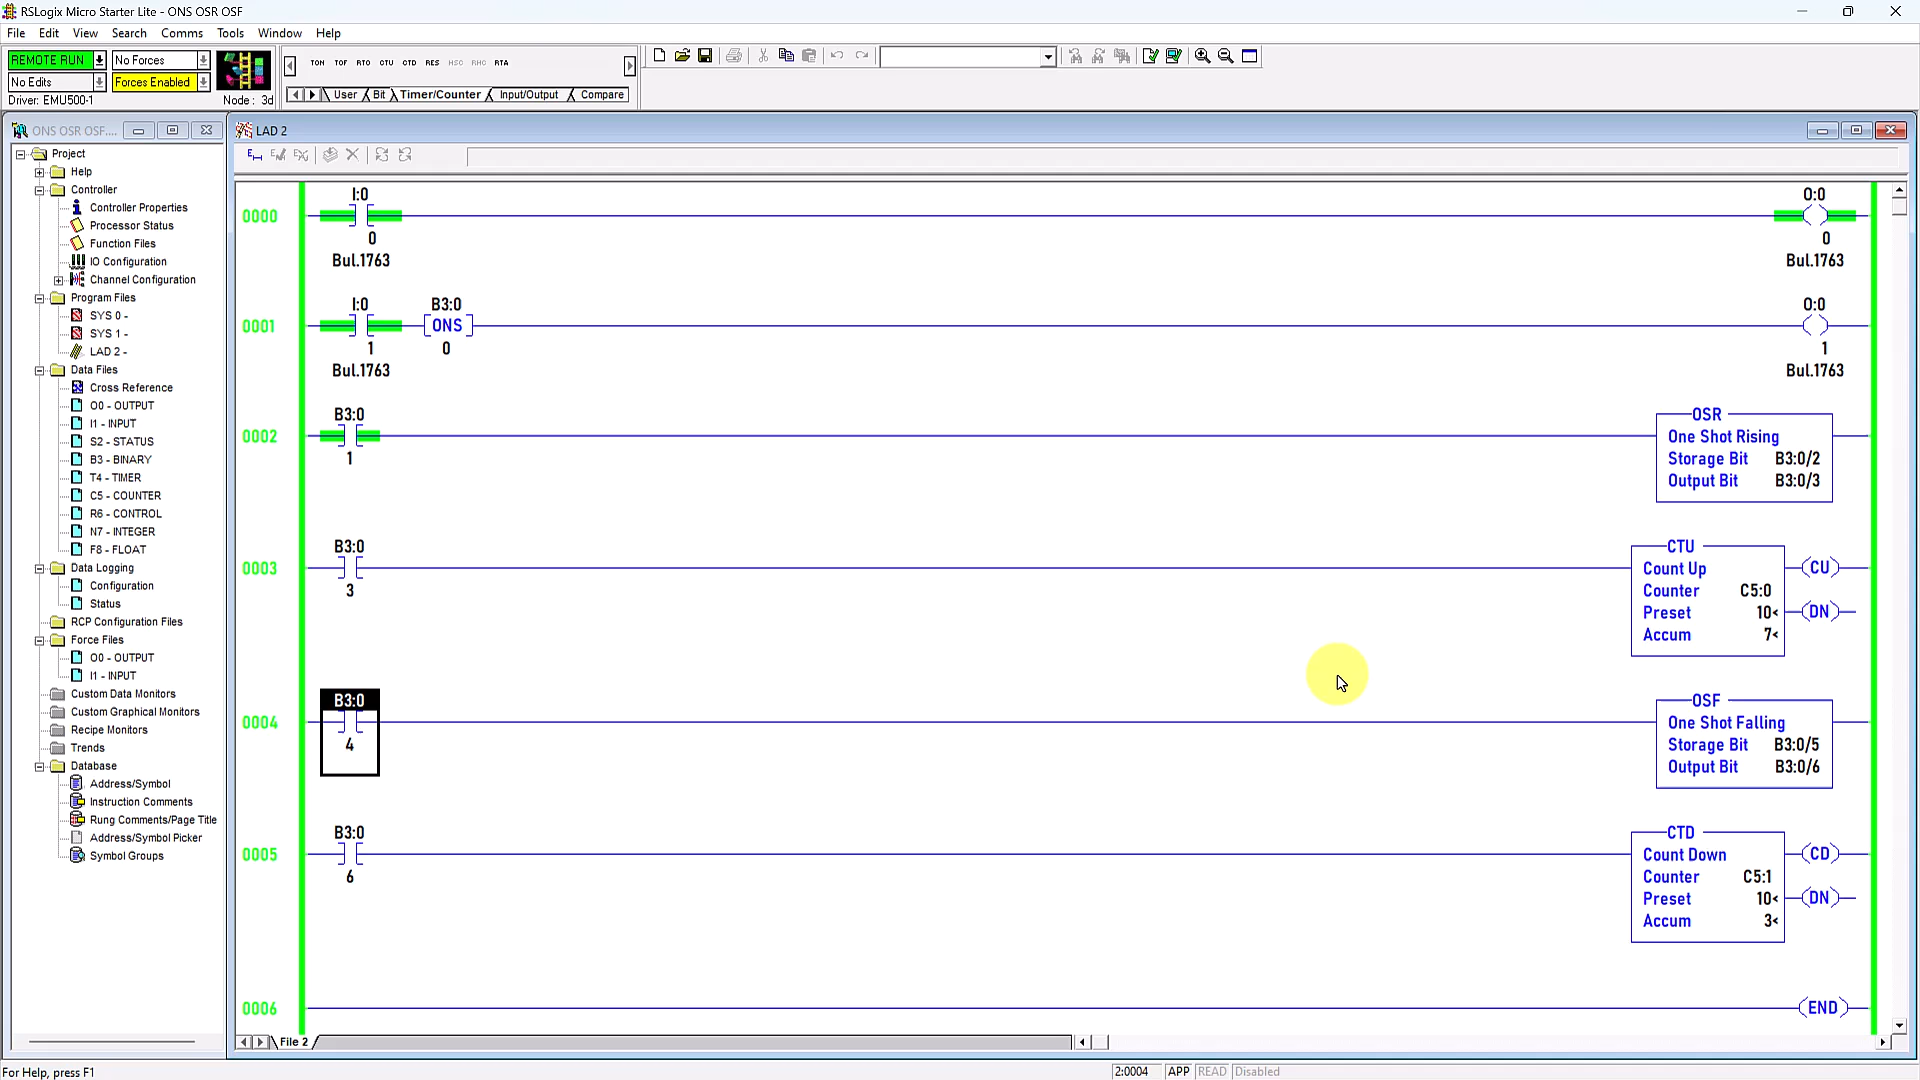 RSLogix Micro Starter Lite - ONS OSR OSF
File Edit View Search Comms Tools Window Help
REMOTE RUN No Forces
No Edits Forces Enabled
Driver: EMU500-1 Node : 3d
TON TOF RTO CTU CTD RES HSC RHC RTA
User Bit Timer/Counter Input/Output Compare
ONS OSR OSF....
Project
Help
Controller
Controller Properties
Processor Status
Function Files
IO Configuration
Channel Configuration
Program Files
SYS 0 -
SYS 1 -
LAD 2 -
Data Files
Cross Reference
O0 - OUTPUT
I1 - INPUT
S2 - STATUS
B3 - BINARY
T4 - TIMER
C5 - COUNTER
R6 - CONTROL
N7 - INTEGER
F8 - FLOAT
Data Logging
Configuration
Status
RCP Configuration Files
Force Files
O0 - OUTPUT
I1 - INPUT
Custom Data Monitors
Custom Graphical Monitors
Recipe Monitors
Trends
Database
Address/Symbol
Instruction Comments
Rung Comments/Page Title
Address/Symbol Picker
Symbol Groups
LAD 2
I:0 O:0
0000
0 0
Bul.1763 Bul.1763
I:0 B3:0 O:0
0001 ONS
1 0 1
Bul.1763 Bul.1763
B3:0 OSR
0002 One Shot Rising
1 Storage Bit B3:0/2
Output Bit B3:0/3
B3:0 CTU
0003 Count Up CU
3 Counter C5:0
Preset 10< DN
Accum 7<
B3:0 OSF
0004 One Shot Falling
4 Storage Bit B3:0/5
Output Bit B3:0/6
B3:0 CTD
0005 Count Down CD
6 Counter C5:1
Preset 10< DN
Accum 3<
0006 END
File 2
For Help, press F1 2:0004 APP READ Disabled